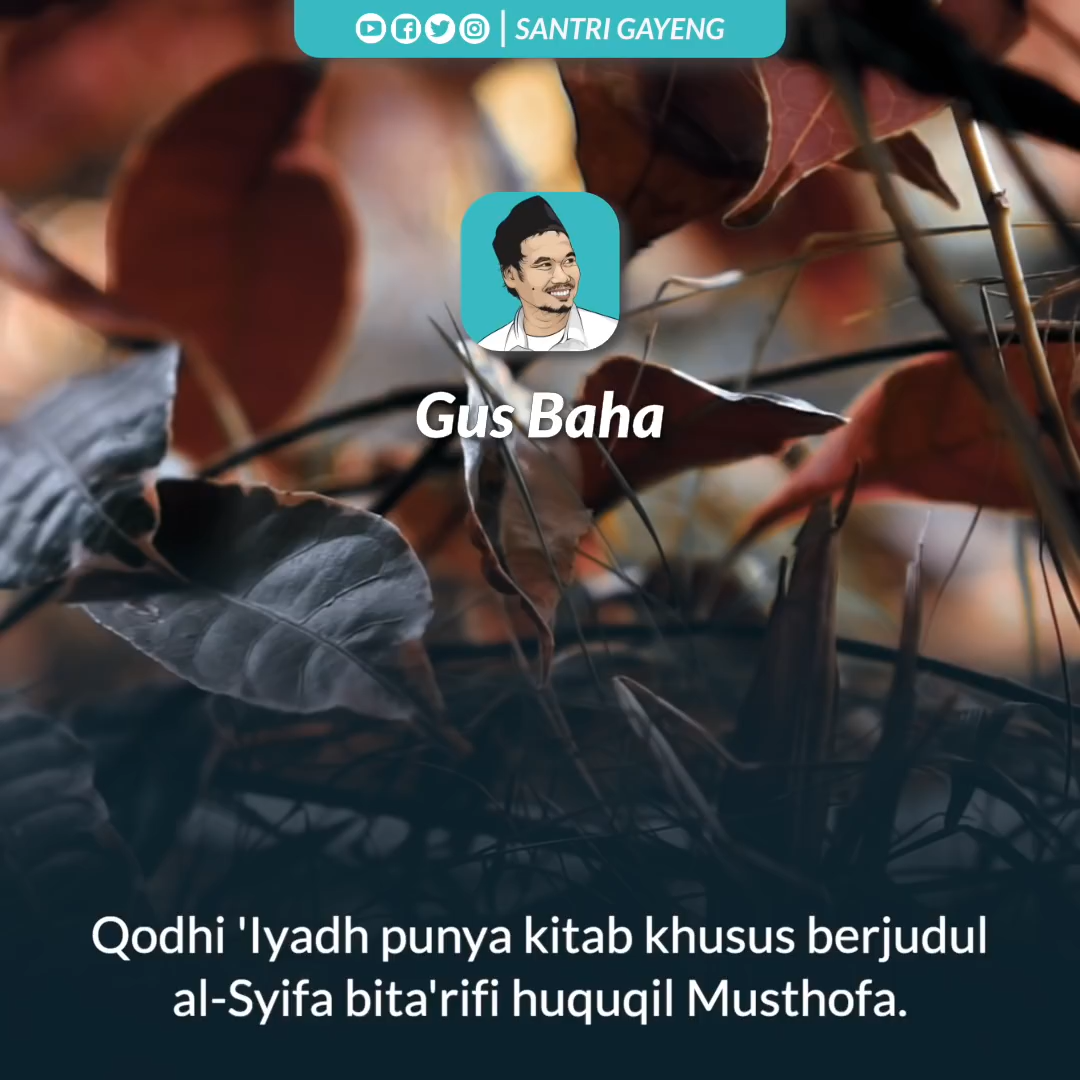 SANTRI GAYENG
Gus Baha
Qodhi 'Iyadh punya kitab khusus berjudul
al-Syifa bita'rifi huquqil Musthofa.